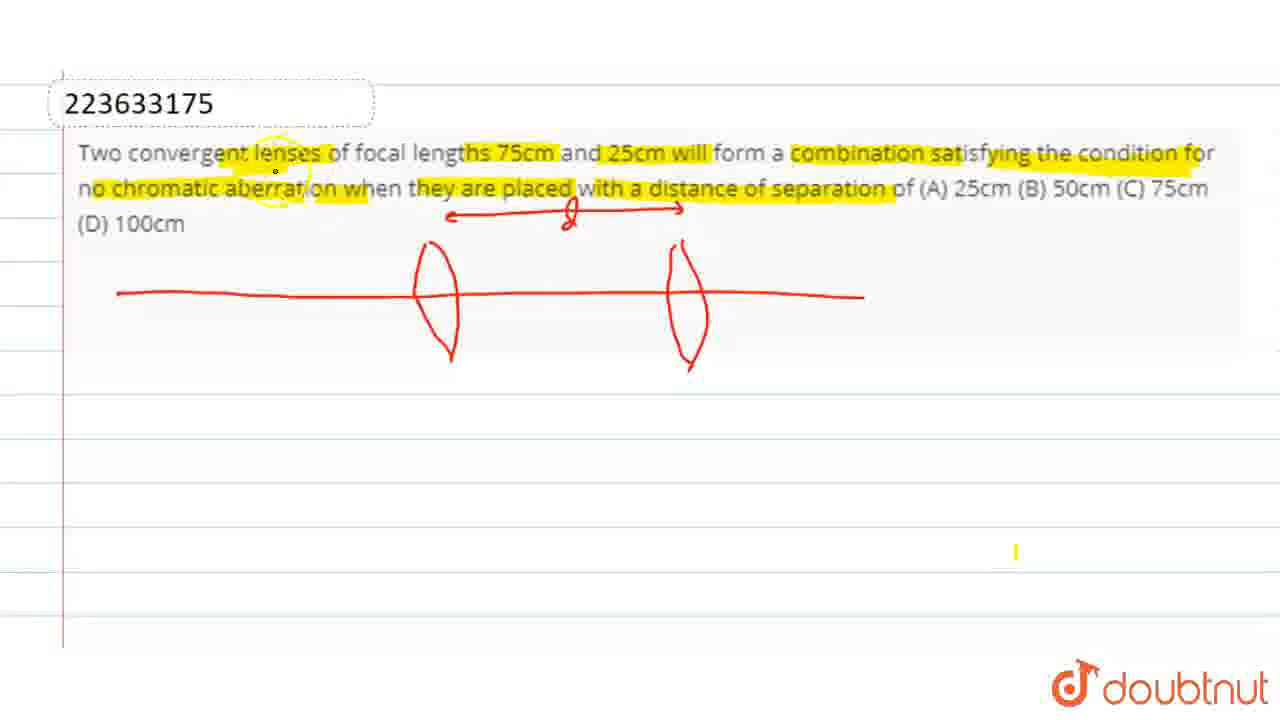 223633175
Two convergent lenses of focal lengths 75cm and 25cm will form a combination satisfying the condition for
no chromatic aberration when they are placed with a distance of separation of (A) 25cm (B) 50cm (C) 75cm
(D) 100cm
d
doubtnut